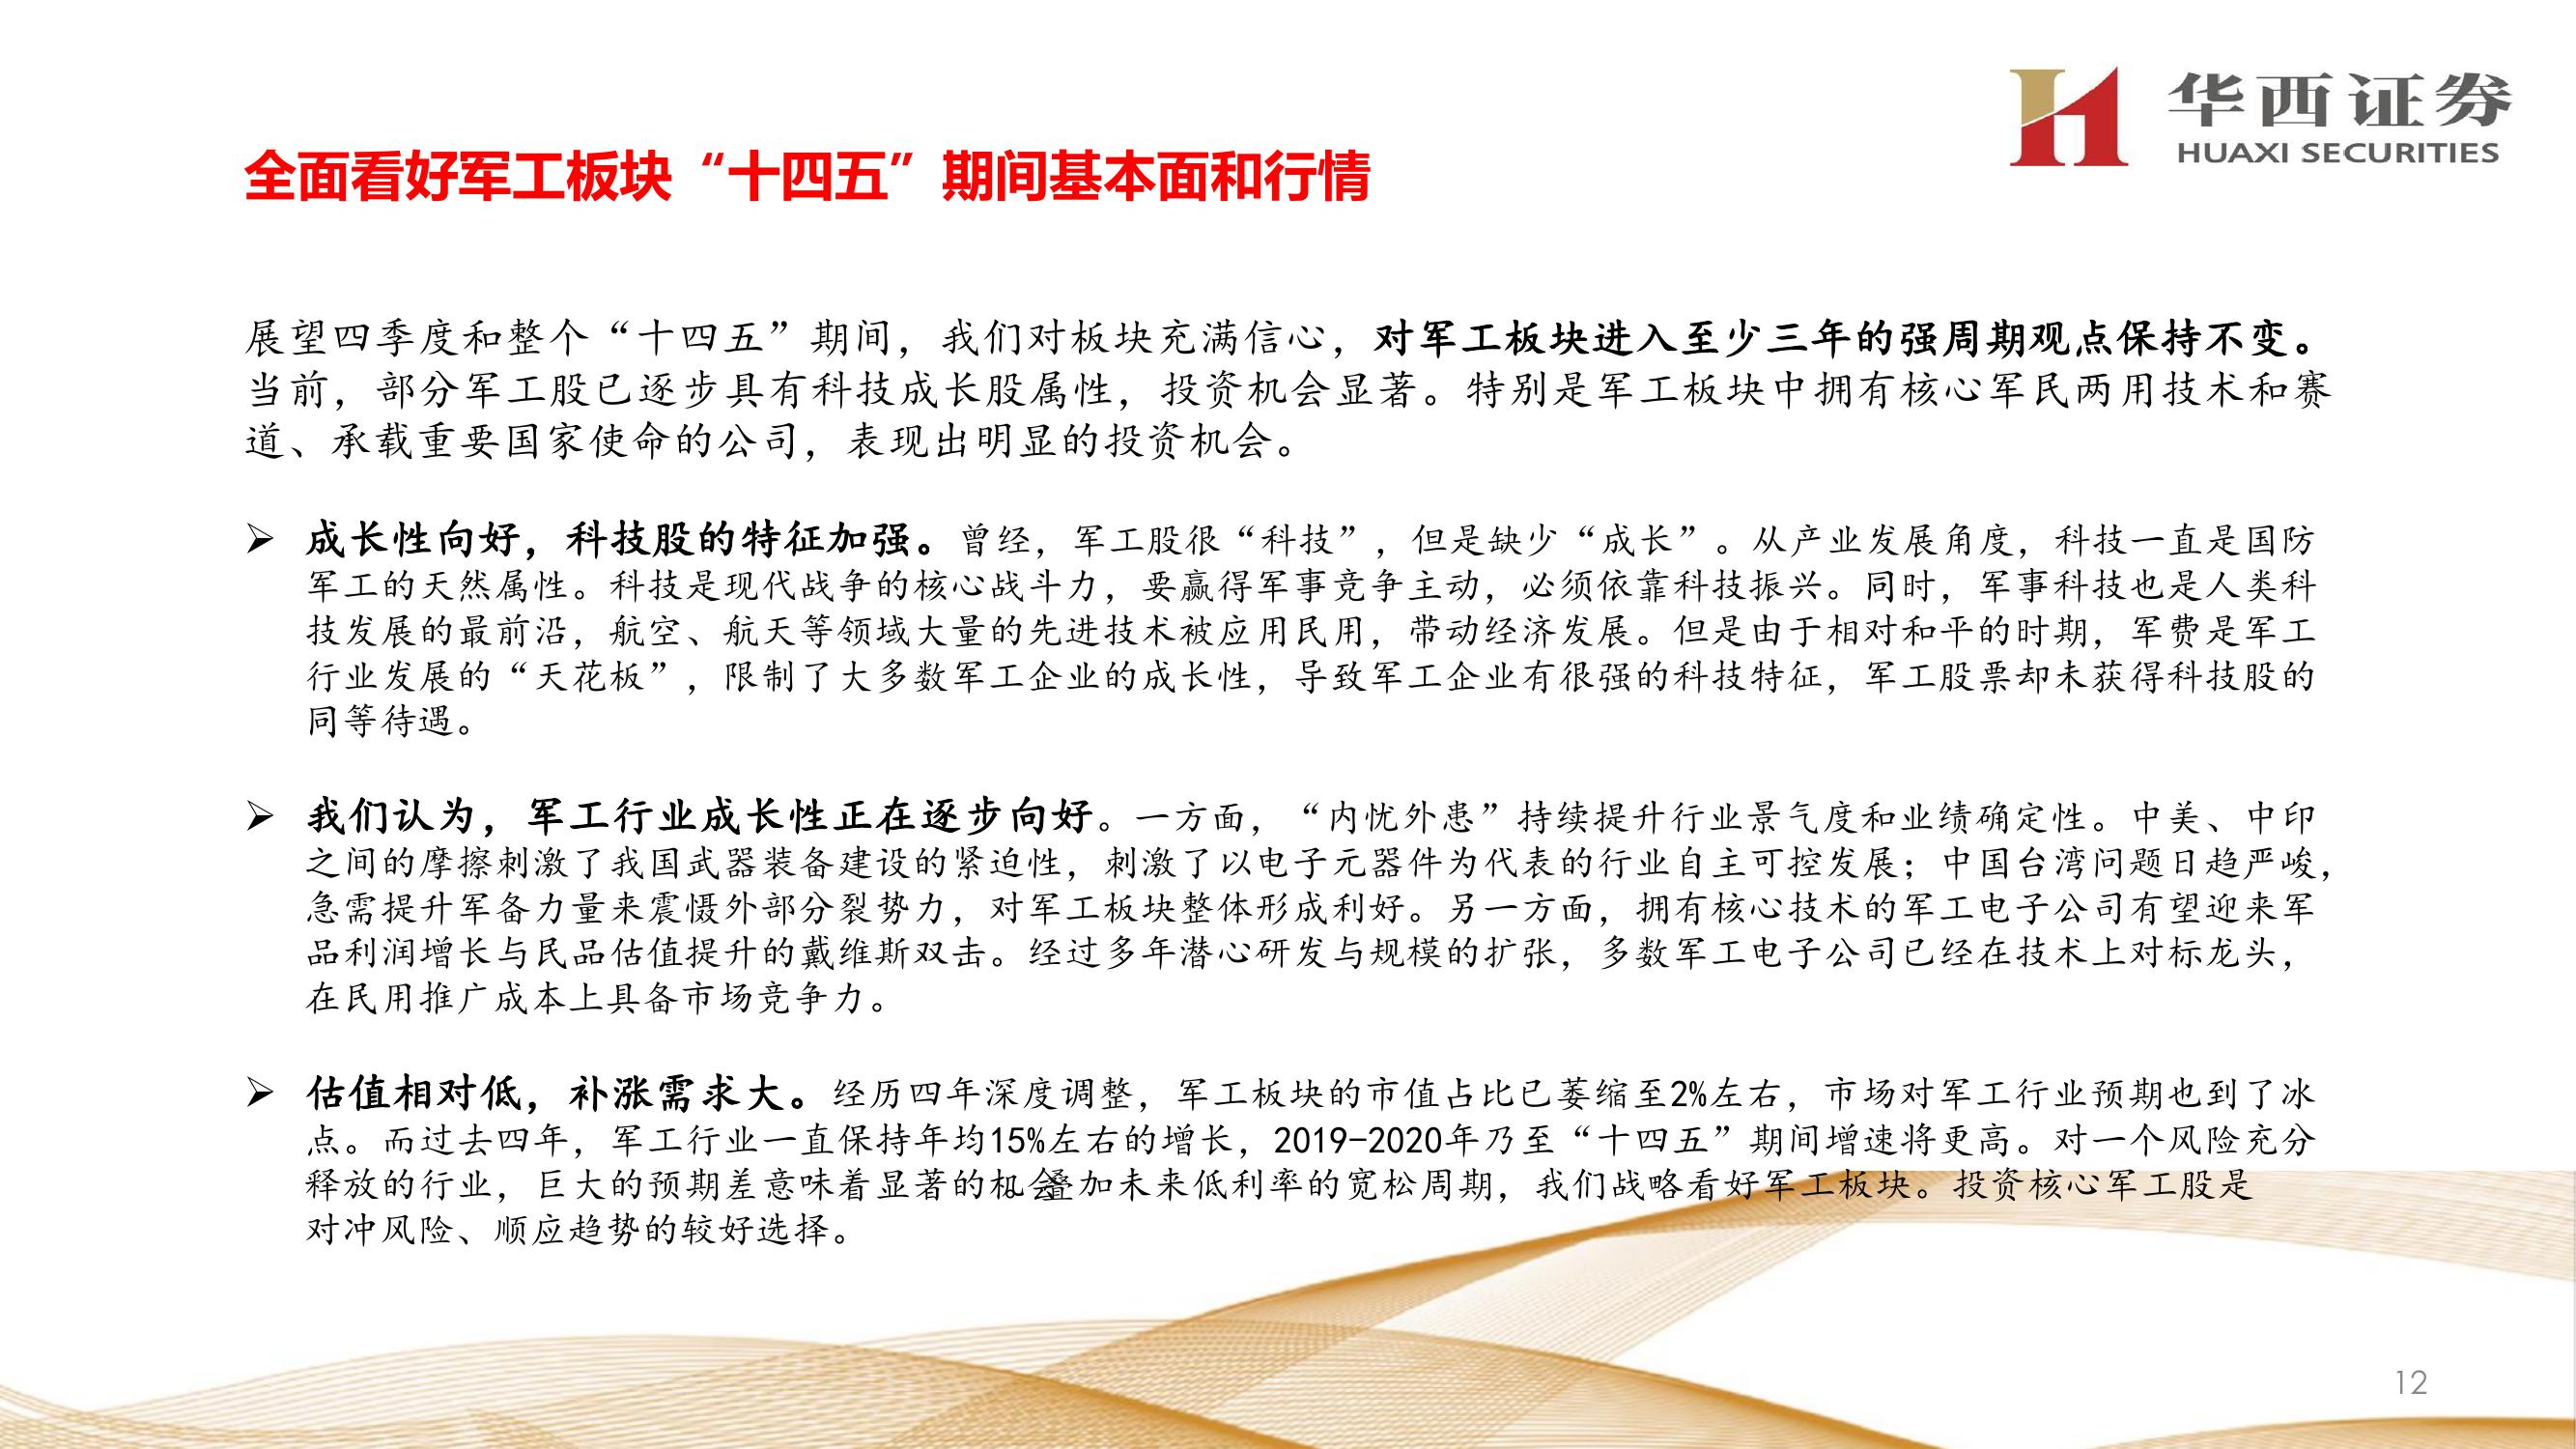 华西证券
HUAXI SECURITIES
全面看好军工板块“十四五”期间基本面和行情
展望四季度和整个“十四五”期间，我们对板块充满信心，对军工板块进入至少三年的强周期观点保持不变。
当前，部分军工股已逐步具有科技成长股属性，投资机会显著。特别是军工板块中拥有核心军民两用技术和赛
道、承载重要国家使命的公司，表现出明显的投资机会。
➢ 成长性向好，科技股的特征加强。曾经，军工股很“科技”，但是缺少“成长”。从产业发展角度，科技一直是国防
军工的天然属性。科技是现代战争的核心战斗力，要赢得军事竞争主动，必须依靠科技振兴。同时，军事科技也是人类科
技发展的最前沿，航空、航天等领域大量的先进技术被应用民用，带动经济发展。但是由于相对和平的时期，军费是军工
行业发展的“天花板”，限制了大多数军工企业的成长性，导致军工企业有很强的科技特征，军工股票却未获得科技股的
同等待遇。
➢ 我们认为，军工行业成长性正在逐步向好。一方面，“内忧外患”持续提升行业景气度和业绩确定性。中美、中印
之间的摩擦刺激了我国武器装备建设的紧迫性，刺激了以电子元器件为代表的行业自主可控发展；中国台湾问题日趋严峻，
急需提升军备力量来震慑外部分裂势力，对军工板块整体形成利好。另一方面，拥有核心技术的军工电子公司有望迎来军
品利润增长与民品估值提升的戴维斯双击。经过多年潜心研发与规模的扩张，多数军工电子公司已经在技术上对标龙头，
在民用推广成本上具备市场竞争力。
➢ 估值相对低，补涨需求大。经历四年深度调整，军工板块的市值占比已萎缩至2%左右，市场对军工行业预期也到了冰
点。而过去四年，军工行业一直保持年均15%左右的增长，2019-2020年乃至“十四五”期间增速将更高。对一个风险充分
释放的行业，巨大的预期差意味着显著的机会叠加未来低利率的宽松周期，我们战略看好军工板块。投资核心军工股是
对冲风险、顺应趋势的较好选择。
12